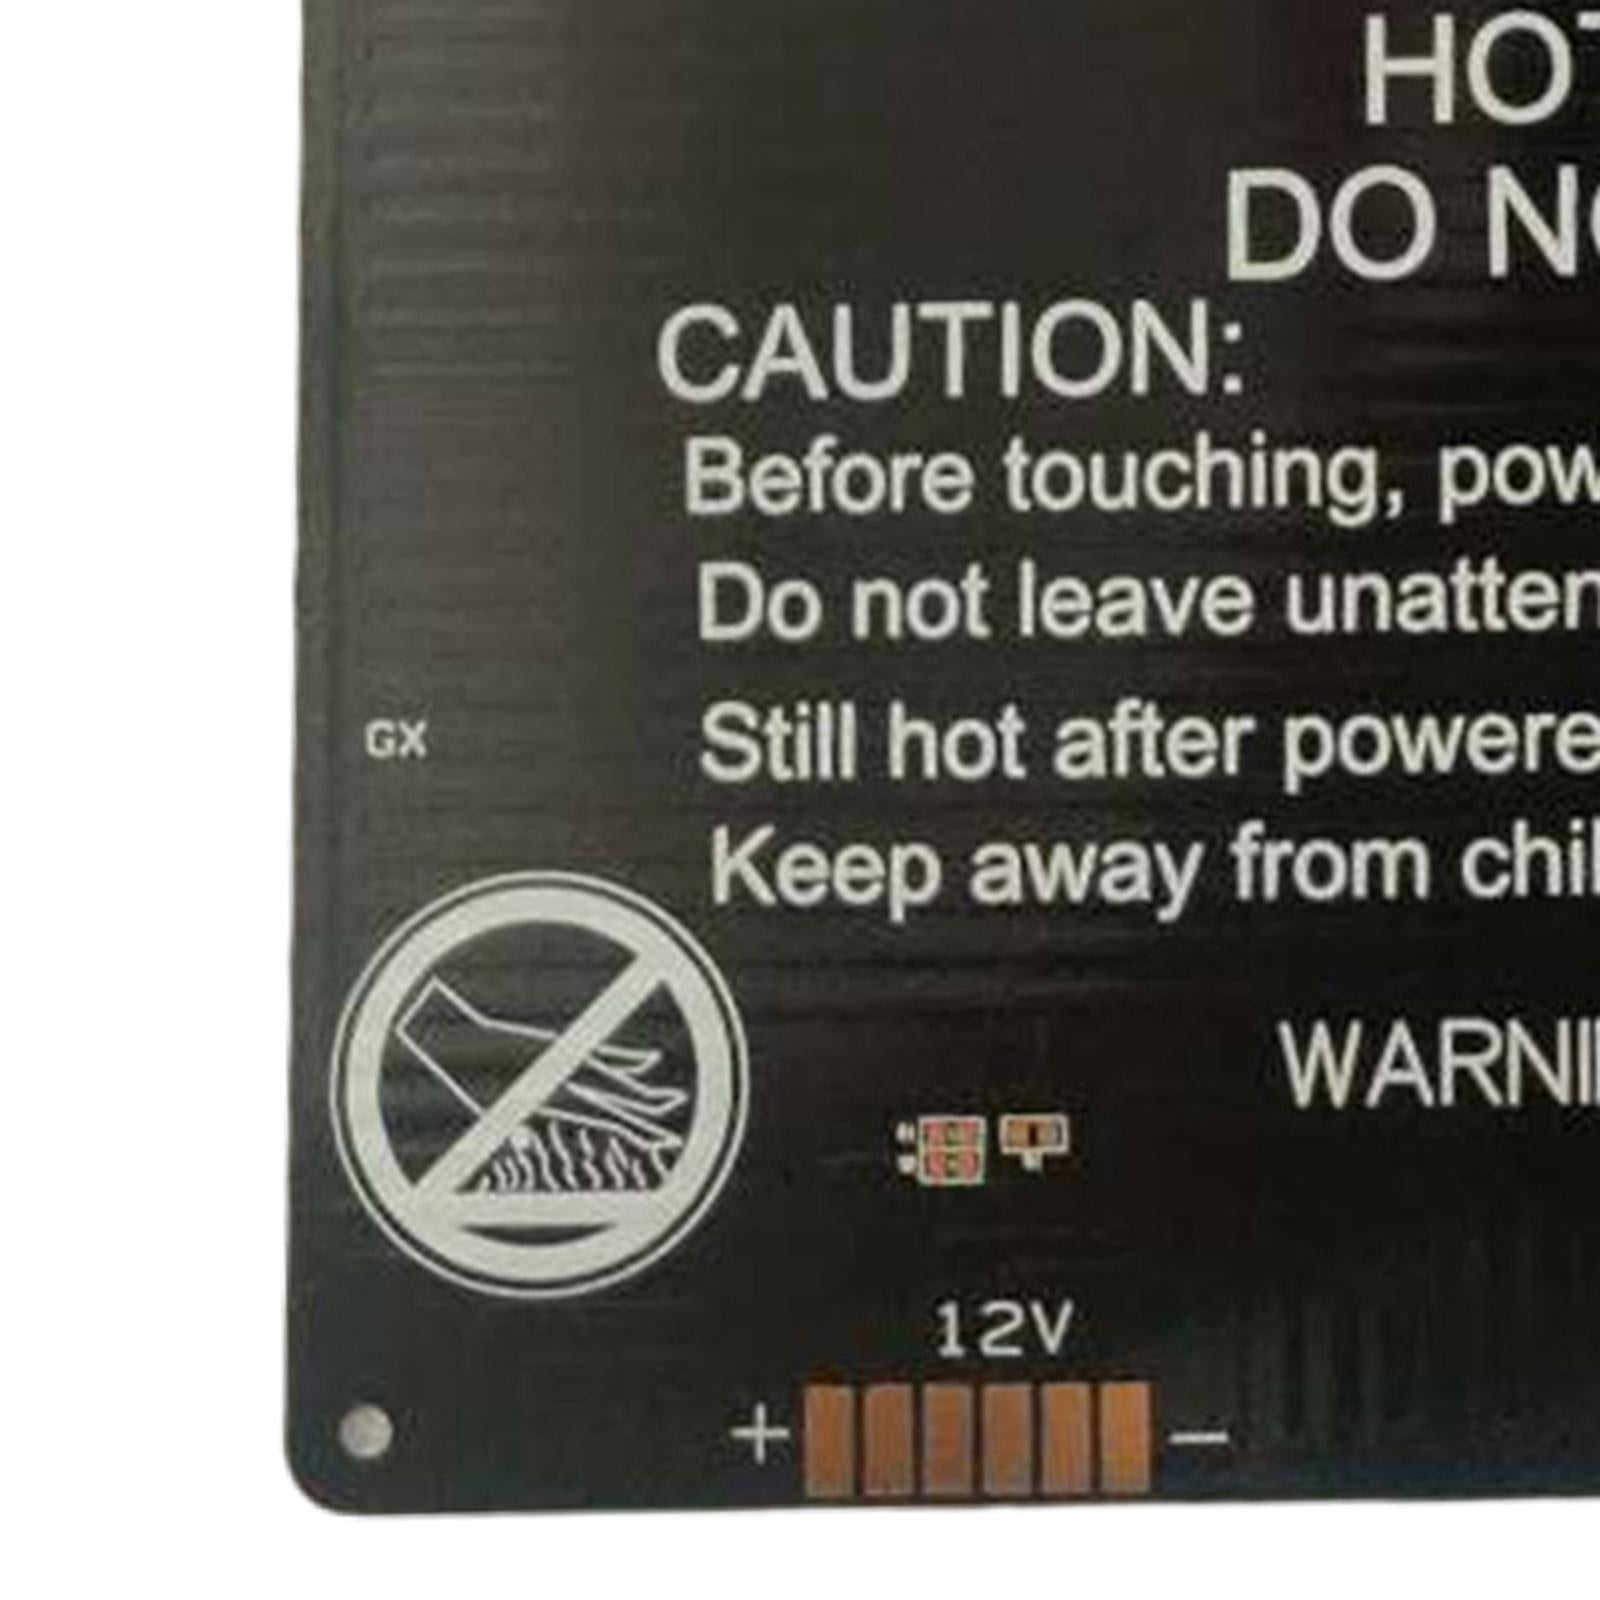 HOT
DO NO
CAUTION:
Before touching, pow
Do not leave unatten
Still hot after powere
Keep away from chil
GX
WARNI
12V
+ −